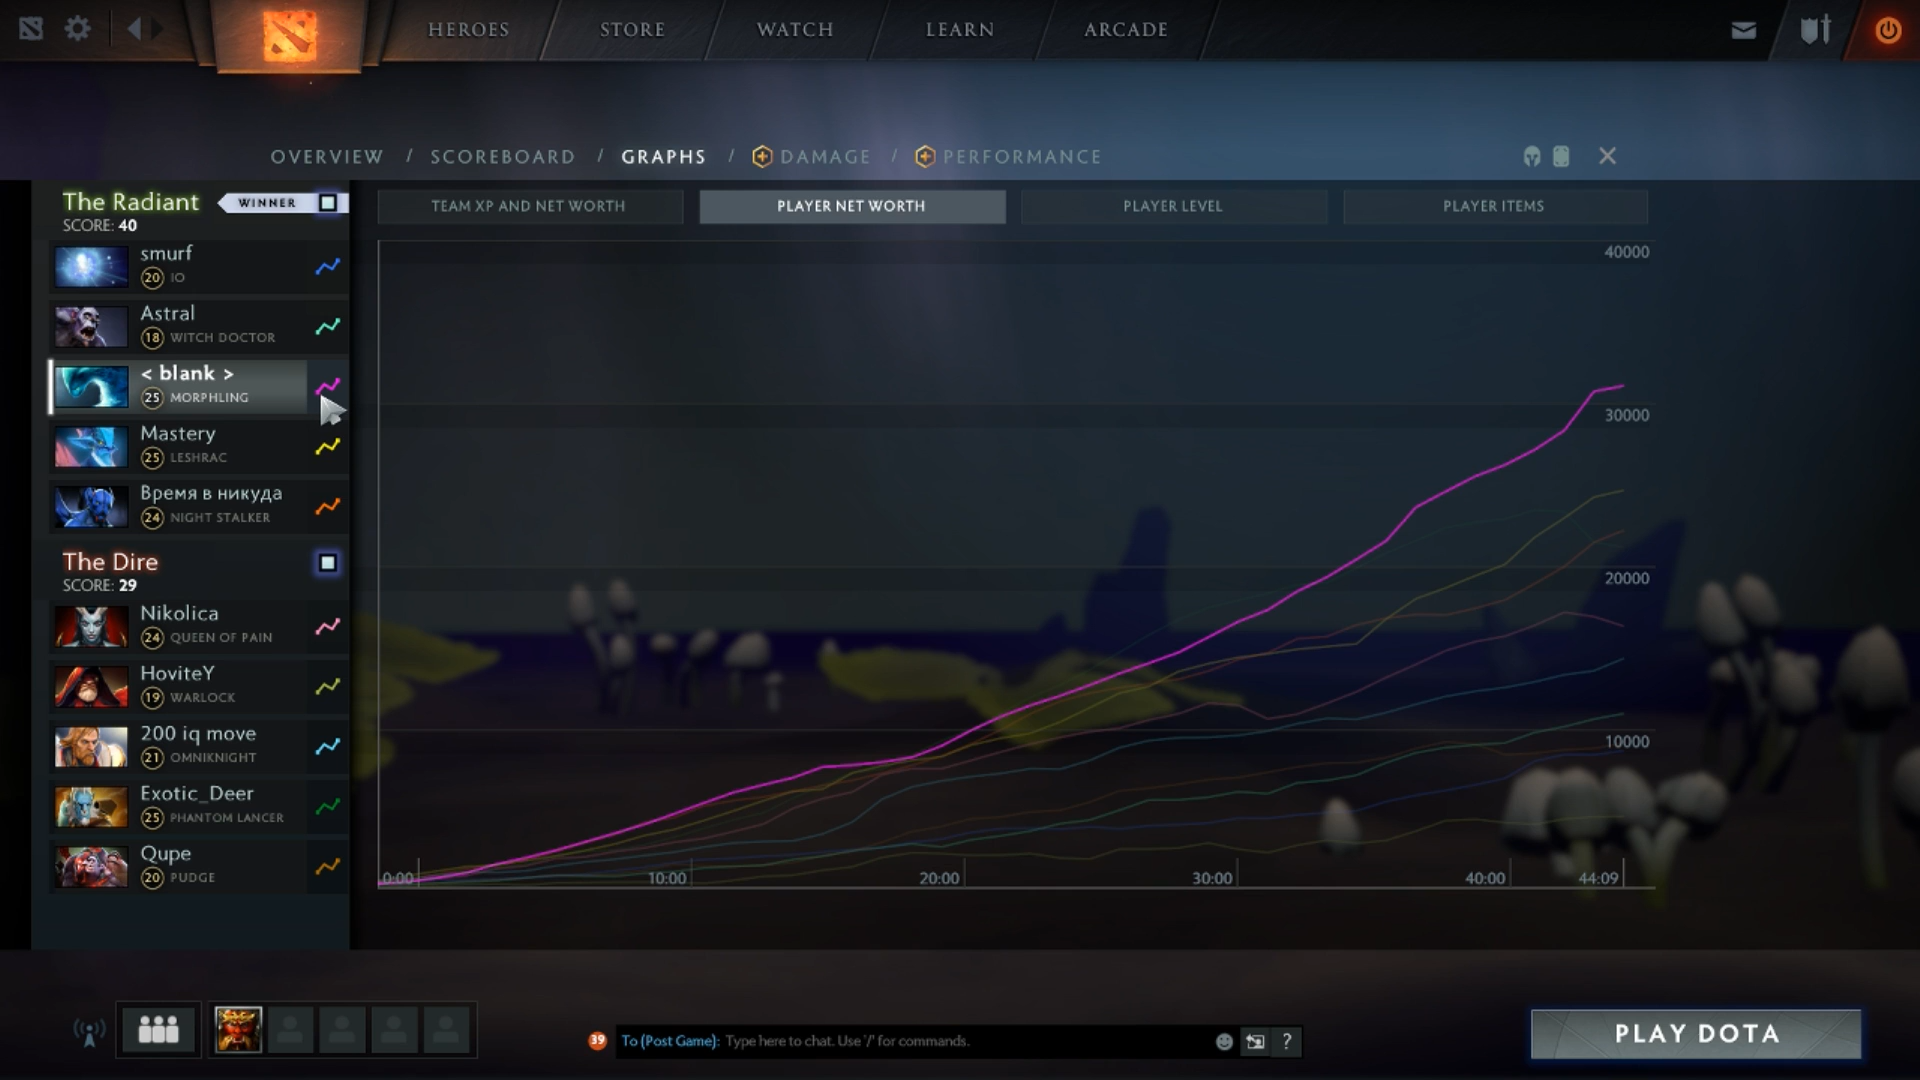 HEROES
STORE
WATCH
LEARN
ARCADE
OVERVIEW / SCOREBOARD / GRAPHS / DAMAGE / PERFORMANCE
The Radiant
WINNER
SCORE: 40
smurf
20 IO
Astral
18 WITCH DOCTOR
< blank >
25 MORPHLING
Mastery
25 LESHRAC
Время в никуда
24 NIGHT STALKER
The Dire
SCORE: 29
Nikolica
24 QUEEN OF PAIN
HoviteY
19 WARLOCK
200 iq move
21 OMNIKNIGHT
Exotic_Deer
25 PHANTOM LANCER
Qupe
20 PUDGE
TEAM XP AND NET WORTH
PLAYER NET WORTH
PLAYER LEVEL
PLAYER ITEMS
40000
30000
20000
10000
0:00
10:00
20:00
30:00
40:00
44:09
39
To (Post Game): Type here to chat. Use '/' for commands.
?
PLAY DOTA